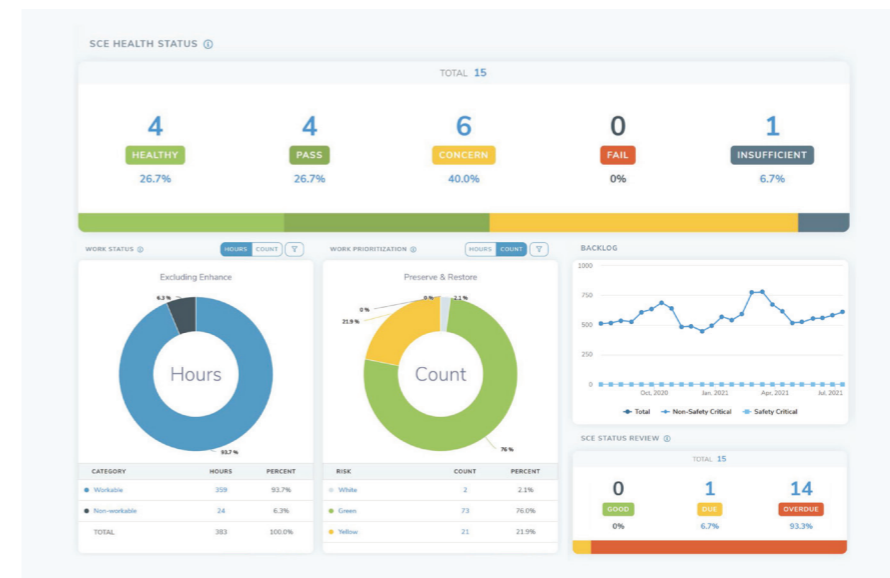 SCE HEALTH STATUS
TOTAL 15
4 4 6 0 1
HEALTHY PASS CONCERN FAIL INSUFFICIENT
26.7% 26.7% 40.0% 0% 6.7%
WORK STATUS HOURS COUNT
Excluding Enhance
6.3 %
Hours
93.7 %
CATEGORY HOURS PERCENT
Workable 359 93.7%
Non-workable 24 6.3%
TOTAL 383 100.0%
WORK PRIORITIZATION HOURS COUNT
Preserve & Restore
0 % 2.1 %
0 %
21.9 %
Count
76 %
RISK COUNT PERCENT
White 2 2.1%
Green 73 76.0%
Yellow 21 21.9%
BACKLOG
1000
750
500
250
0
Oct, 2020 Jan, 2021 Apr, 2021 Jul, 2021
Total Non-Safety Critical Safety Critical
SCE STATUS REVIEW
TOTAL 15
0 1 14
GOOD DUE OVERDUE
0% 6.7% 93.3%